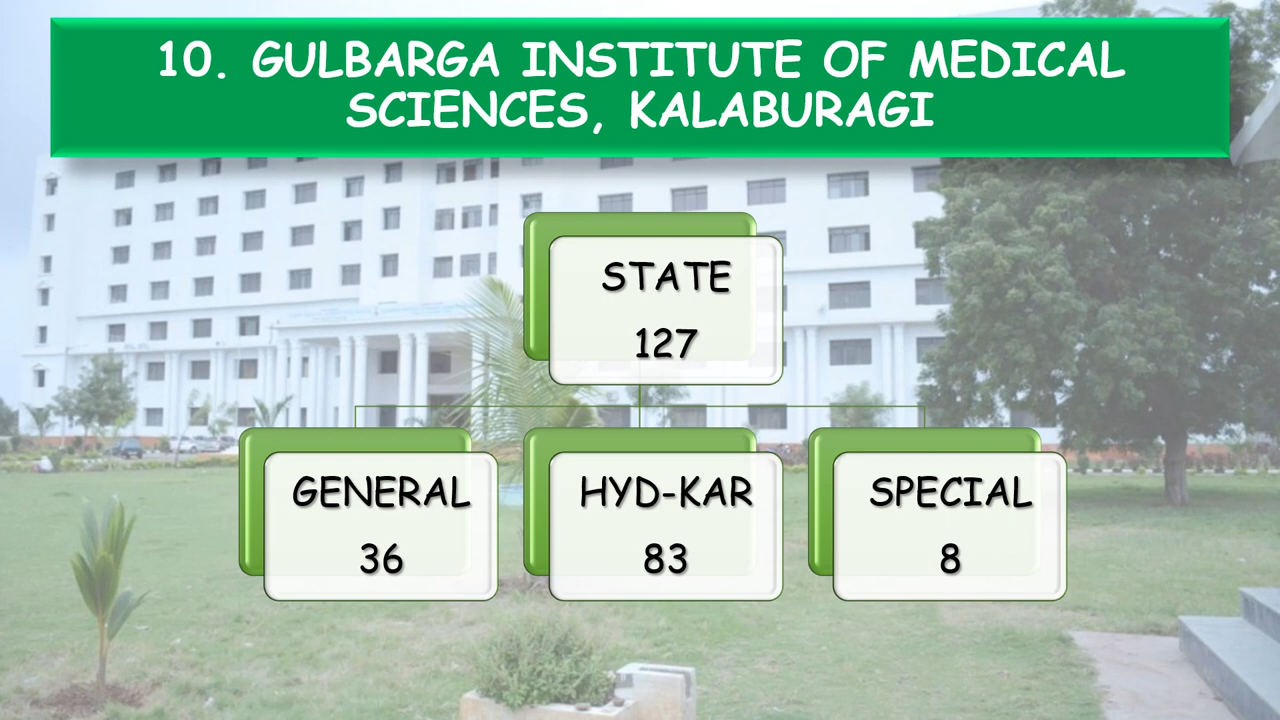 10. GULBARGA INSTITUTE OF MEDICAL
SCIENCES, KALABURAGI
STATE
127
GENERAL
36
HYD-KAR
83
SPECIAL
8